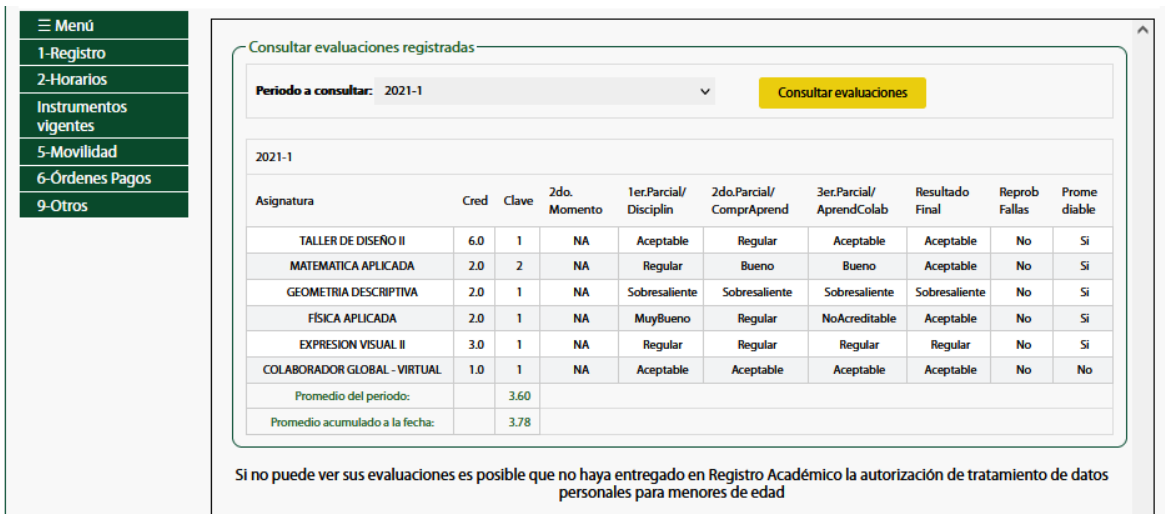 ☰ Menú
1-Registro
2-Horarios
Instrumentos
vigentes
5-Movilidad
6-Órdenes Pagos
9-Otros
Consultar evaluaciones registradas
Periodo a consultar: 2021-1 Consultar evaluaciones
2021-1
Asignatura Cred Clave 2do. Momento 1er.Parcial/ Disciplin 2do.Parcial/ ComprAprend 3er.Parcial/ AprendColab Resultado Final Reprob Fallas Prome diable
TALLER DE DISEÑO II 6.0 1 NA Aceptable Regular Aceptable Aceptable No Si
MATEMATICA APLICADA 2.0 2 NA Regular Bueno Bueno Aceptable No Si
GEOMETRIA DESCRIPTIVA 2.0 1 NA Sobresaliente Sobresaliente Sobresaliente Sobresaliente No Si
FÍSICA APLICADA 2.0 1 NA MuyBueno Regular NoAcreditable Aceptable No Si
EXPRESION VISUAL II 3.0 1 NA Regular Regular Regular Regular No Si
COLABORADOR GLOBAL - VIRTUAL 1.0 1 NA Aceptable Aceptable Aceptable Aceptable No No
Promedio del periodo: 3.60
Promedio acumulado a la fecha: 3.78
Si no puede ver sus evaluaciones es posible que no haya entregado en Registro Académico la autorización de tratamiento de datos
personales para menores de edad